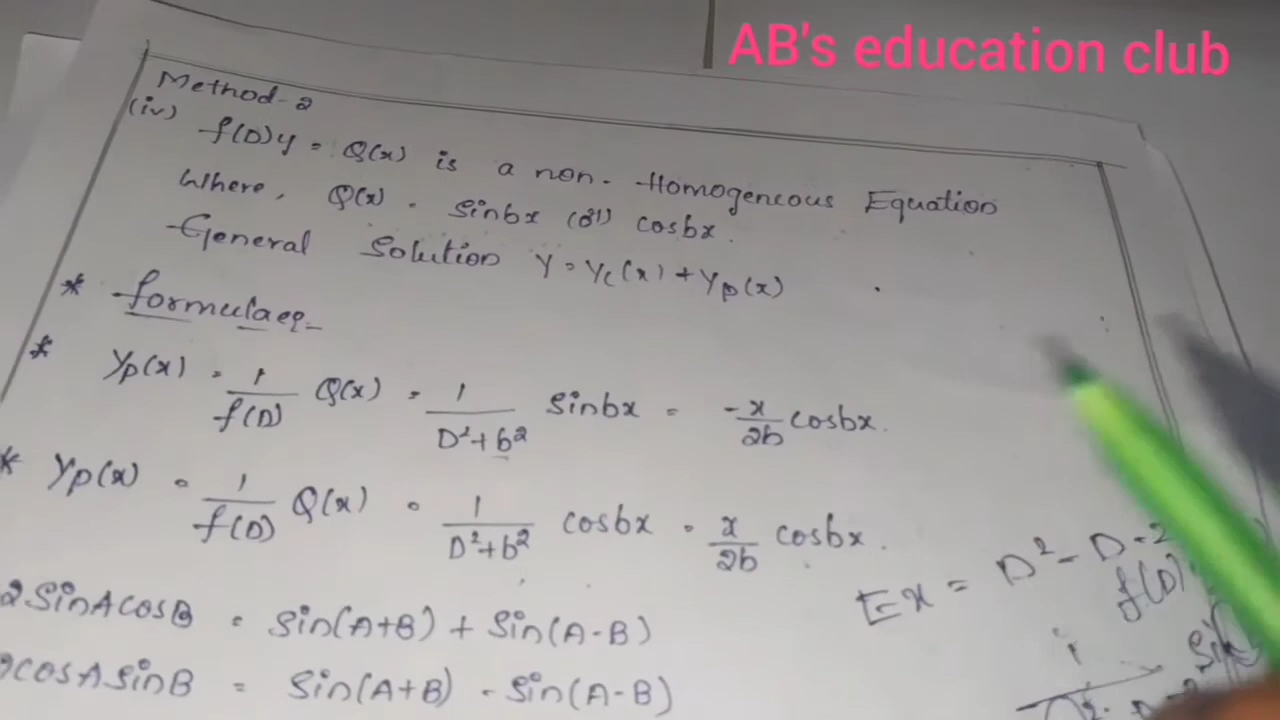 AB's education club
Method-2
(iv) f(D)y = Q(x) is a non-Homogeneous Equation
Where, Q(x) = Sinbx (or) cosbx.
General Solution y = yc(x) + yp(x)
* formulae:-
* yp(x) = 1/f(D) Q(x) = 1/D²+b² Sinbx = -x/2b cosbx.
* yp(x) = 1/f(D) Q(x) = 1/D²+b² cosbx = x/2b cosbx.
2SinAcosB = Sin(A+B) + Sin(A-B)
2cosASinB = Sin(A+B) - Sin(A-B)
Ex = D² - D - 2
f(D)